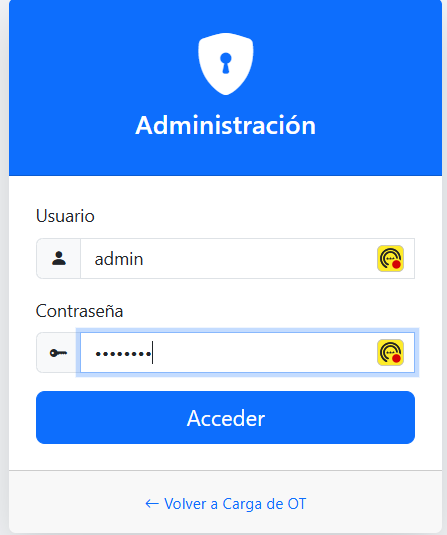 Administración
Usuario
admin
Contraseña
••••••••
Acceder
← Volver a Carga de OT